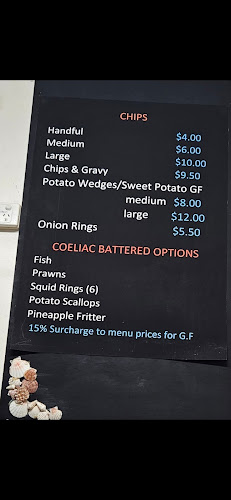 CHIPS
Handful $4.00
Medium $6.00
Large $10.00
Chips & Gravy $9.50
Potato Wedges/Sweet Potato GF
medium $8.00
large $12.00
Onion Rings $5.50
COELIAC BATTERED OPTIONS
Fish
Prawns
Squid Rings (6)
Potato Scallops
Pineapple Fritter
15% Surcharge to menu prices for G.F